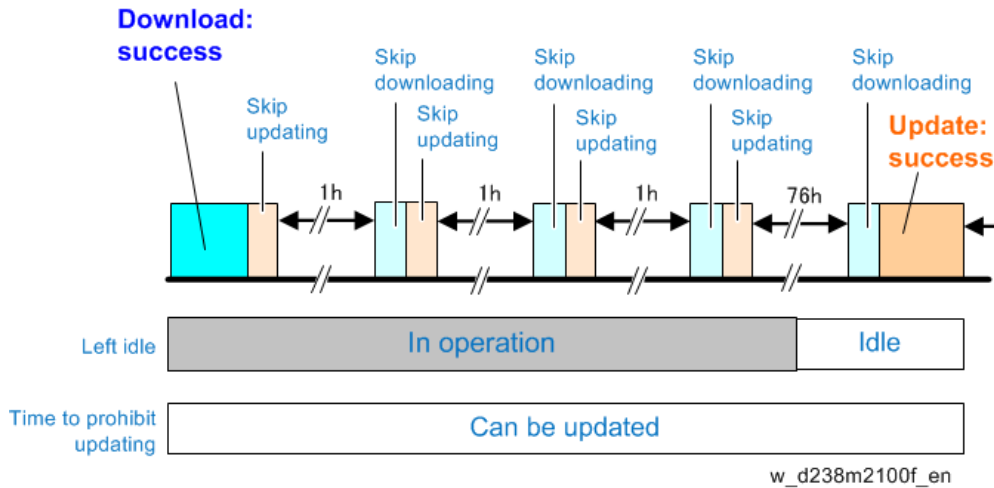 Download:
success
Skip
updating
Skip
downloading
Skip
updating
Skip
downloading
Skip
updating
Skip
downloading
Skip
updating
Skip
downloading
Update:
success
1h
1h
1h
76h
Left idle
In operation
Idle
Time to prohibit
updating
Can be updated
w_d238m2100f_en